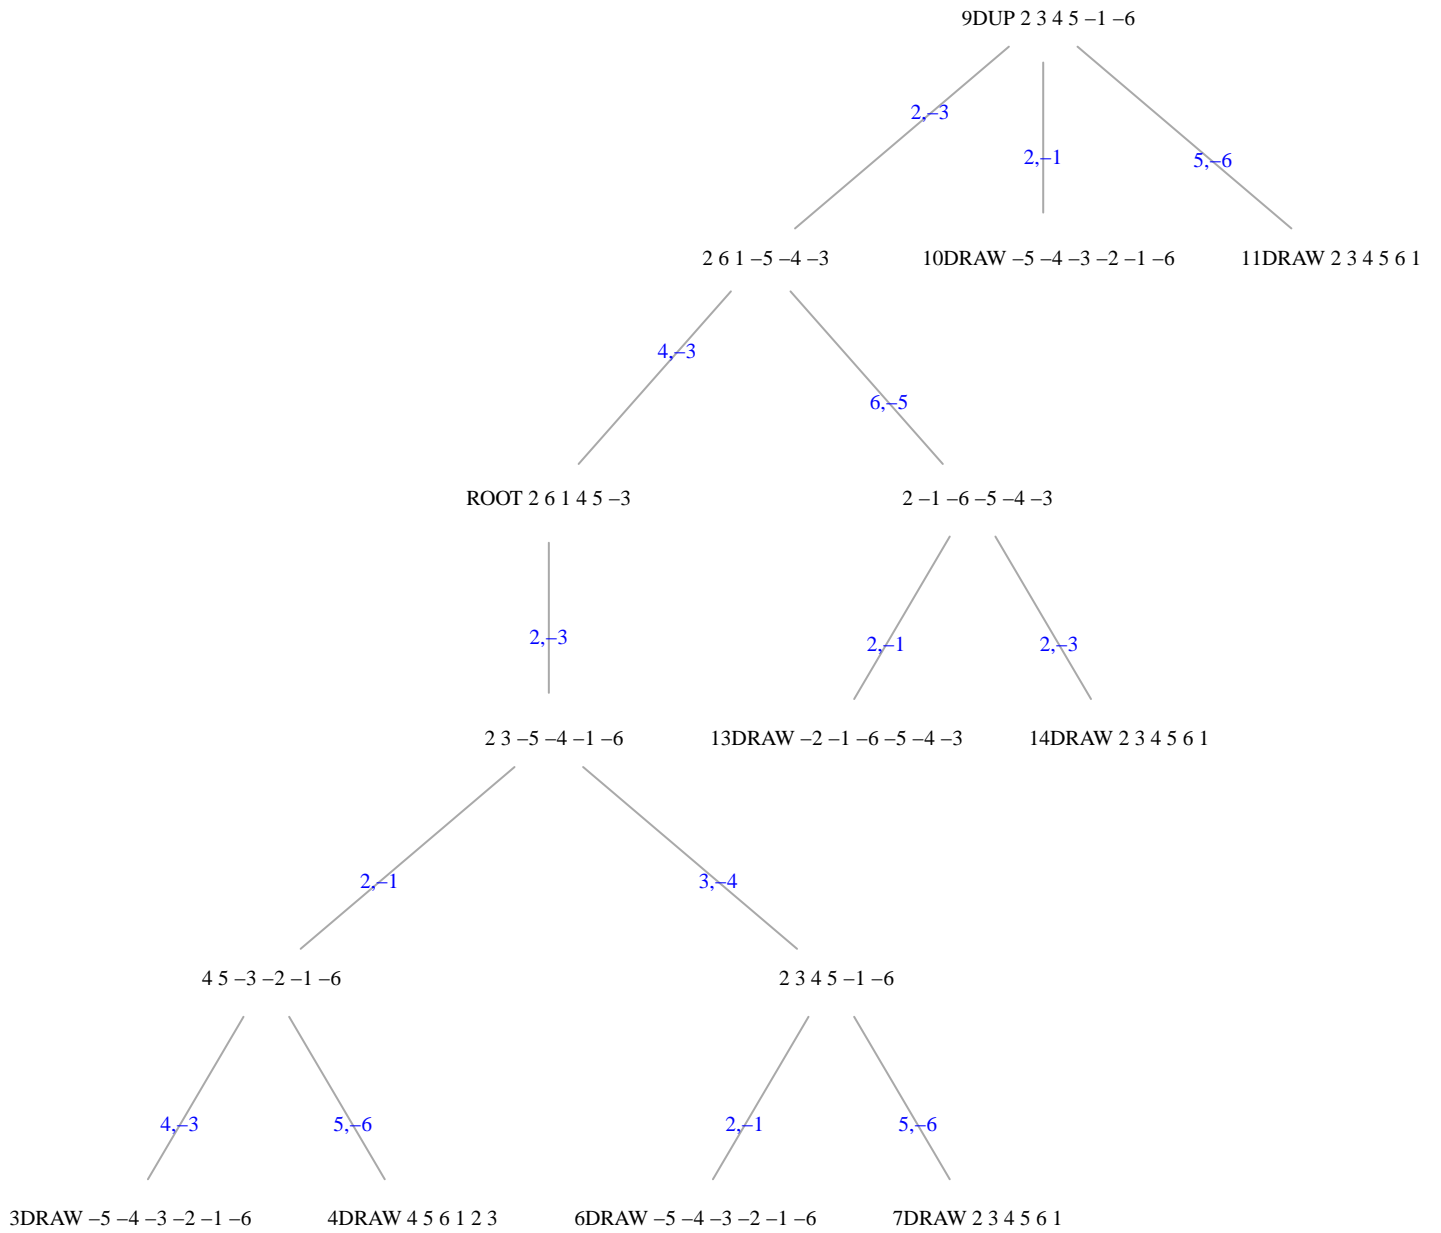 9DUP 2 3 4 5 –1 –6
2,–3
2,–1
5,–6
2 6 1 –5 –4 –3
10DRAW –5 –4 –3 –2 –1 –6
11DRAW 2 3 4 5 6 1
4,–3
6,–5
ROOT 2 6 1 4 5 –3
2 –1 –6 –5 –4 –3
2,–3
2,–1
2,–3
2 3 –5 –4 –1 –6
13DRAW –2 –1 –6 –5 –4 –3
14DRAW 2 3 4 5 6 1
2,–1
3,–4
4 5 –3 –2 –1 –6
2 3 4 5 –1 –6
4,–3
5,–6
2,–1
5,–6
3DRAW –5 –4 –3 –2 –1 –6
4DRAW 4 5 6 1 2 3
6DRAW –5 –4 –3 –2 –1 –6
7DRAW 2 3 4 5 6 1